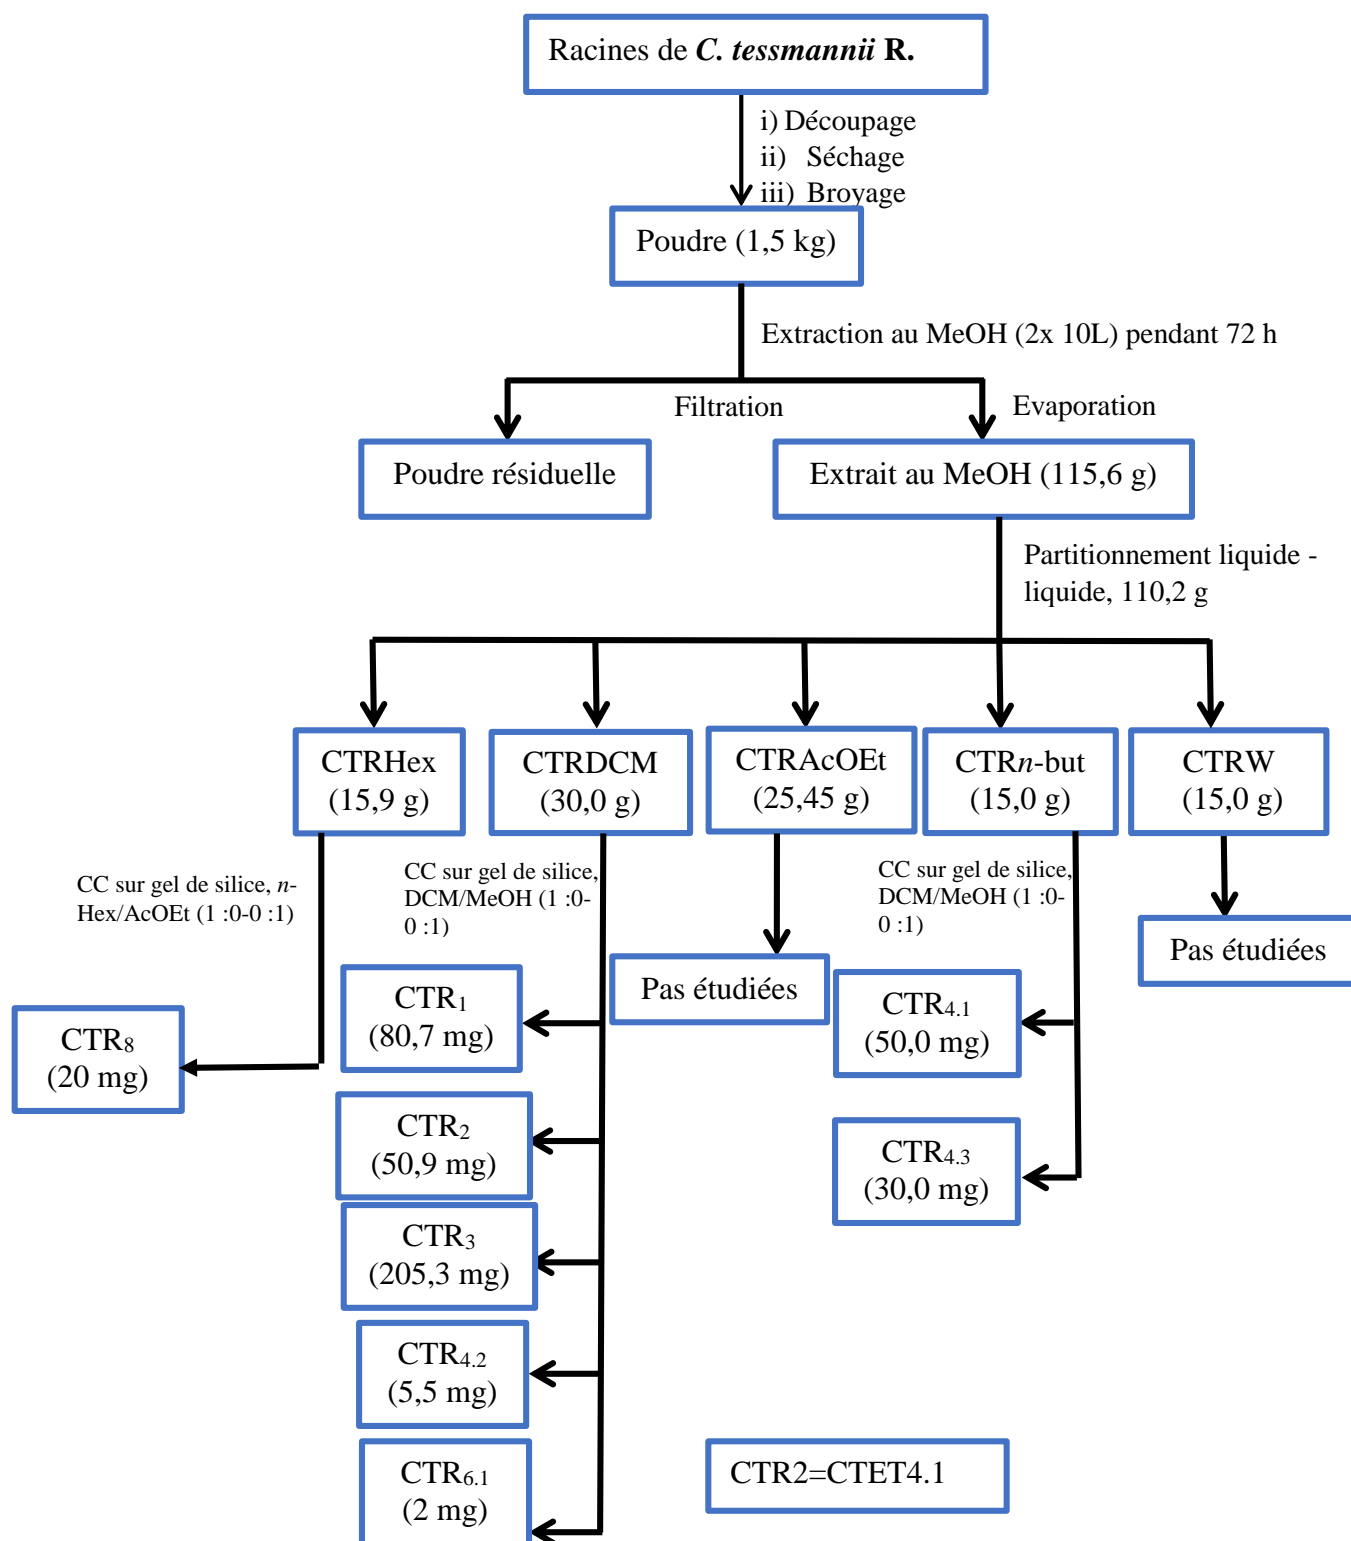 Racines de C. tessmannii R.
i) Découpage
ii) Séchage
iii) Broyage
Poudre (1,5 kg)
Extraction au MeOH (2x 10L) pendant 72 h
Filtration
Evaporation
Poudre résiduelle
Extrait au MeOH (115,6 g)
Partitionnement liquide -
liquide, 110,2 g
CTRHex
(15,9 g)
CTRDCM
(30,0 g)
CTRAcOEt
(25,45 g)
CTRn-but
(15,0 g)
CTRW
(15,0 g)
CC sur gel de silice, n-
Hex/AcOEt (1 :0-0 :1)
CC sur gel de silice,
DCM/MeOH (1 :0-
0 :1)
CC sur gel de silice,
DCM/MeOH (1 :0-
0 :1)
Pas étudiées
Pas étudiées
CTR8
(20 mg)
CTR1
(80,7 mg)
CTR2
(50,9 mg)
CTR3
(205,3 mg)
CTR4.2
(5,5 mg)
CTR6.1
(2 mg)
CTR4.1
(50,0 mg)
CTR4.3
(30,0 mg)
CTR2=CTET4.1